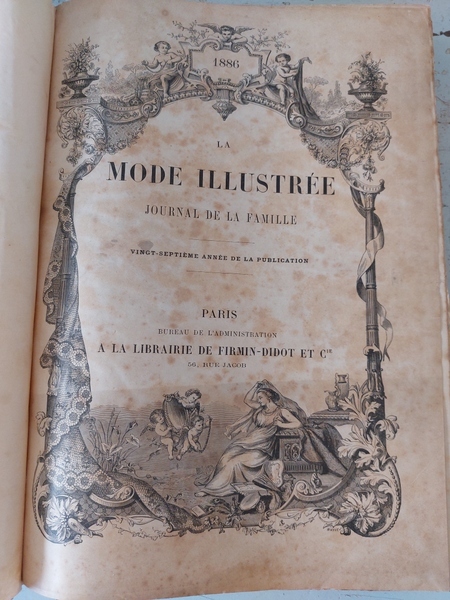 1886
LA
MODE ILLUSTRÉE
JOURNAL DE LA FAMILLE
VINGT-SEPTIÈME ANNÉE DE LA PUBLICATION
PARIS
BUREAU DE L'ADMINISTRATION
A LA LIBRAIRIE DE FIRMIN-DIDOT ET Cie
56, RUE JACOB